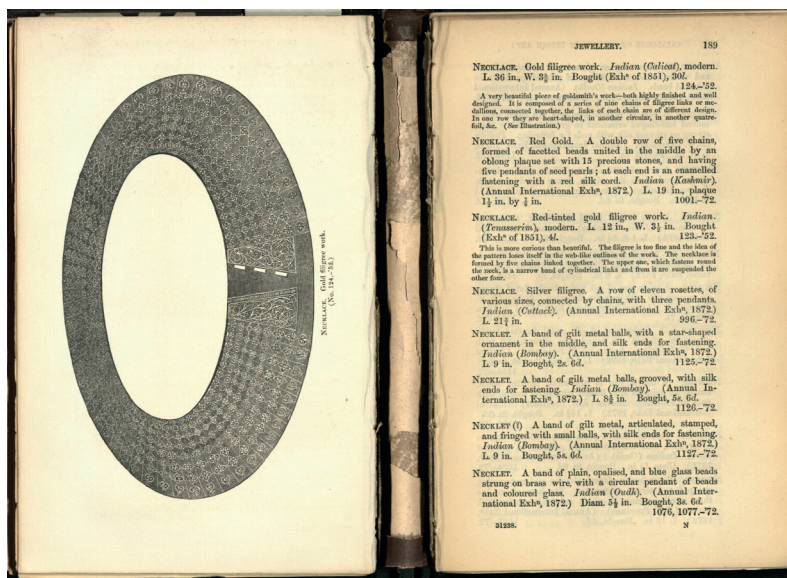 NECKLACE. Gold filigree work.
(No. 124.-'52.)
JEWELLERY. 189
NECKLACE. Gold filigree work. Indian (Calicat), modern.
L. 36 in., W. 3¾ in. Bought (Exhⁿ of 1851), 30l.
124.-'52.
A very beautiful piece of goldsmith's work—both highly finished and well
designed. It is composed of a series of nine chains of filigree links or me-
dallions, connected together, the links of each chain are of different design.
In one row they are heart-shaped, in another circular, in another quatre-
foil, &c. (See Illustration.)
NECKLACE. Red Gold. A double row of five chains,
formed of facetted beads united in the middle by an
oblong plaque set with 15 precious stones, and having
five pendants of seed pearls; at each end is an enamelled
fastening with a red silk cord. Indian (Kashmir).
(Annual International Exhⁿ, 1872.) L. 19 in., plaque
1½ in. by ⅞ in. 1001.-'72.
NECKLACE. Red-tinted gold filigree work. Indian.
(Tenasserim), modern. L. 12 in., W. 3½ in. Bought
(Exhⁿ of 1851), 4l. 123.-'52.
This is more curious than beautiful. The filigree is too fine and the idea of
the pattern loses itself in the web-like outlines of the work. The necklace is
formed by five chains linked together. The upper one, which fastens round
the neck, is a narrow band of cylindrical links and from it are suspended the
other four.
NECKLACE. Silver filigree. A row of eleven rosettes, of
various sizes, connected by chains, with three pendants.
Indian (Cuttack). (Annual International Exhⁿ, 1872.)
L. 21½ in. 996.-'72.
NECKLET. A band of gilt metal balls, with a star-shaped
ornament in the middle, and silk ends for fastening.
Indian (Bombay). (Annual International Exhⁿ, 1872.)
L. 9 in. Bought, 2s. 6d. 1125.-'72.
NECKLET. A band of gilt metal balls, grooved, with silk
ends for fastening. Indian (Bombay). (Annual In-
ternational Exhⁿ, 1872.) L. 8½ in. Bought, 5s. 6d.
1126.-'72.
NECKLET (?) A band of gilt metal, articulated, stamped,
and fringed with small balls, with silk ends for fastening.
Indian (Bombay). (Annual International Exhⁿ, 1872.)
L. 9 in. Bought, 5s. 6d. 1127.-'72.
NECKLET. A band of plain, opalised, and blue glass beads
strung on brass wire, with a circular pendant of beads
and coloured glass. Indian (Oudh). (Annual Inter-
national Exhⁿ, 1872.) Diam. 5½ in. Bought, 3s. 6d.
1076, 1077.-'72.
31238. N